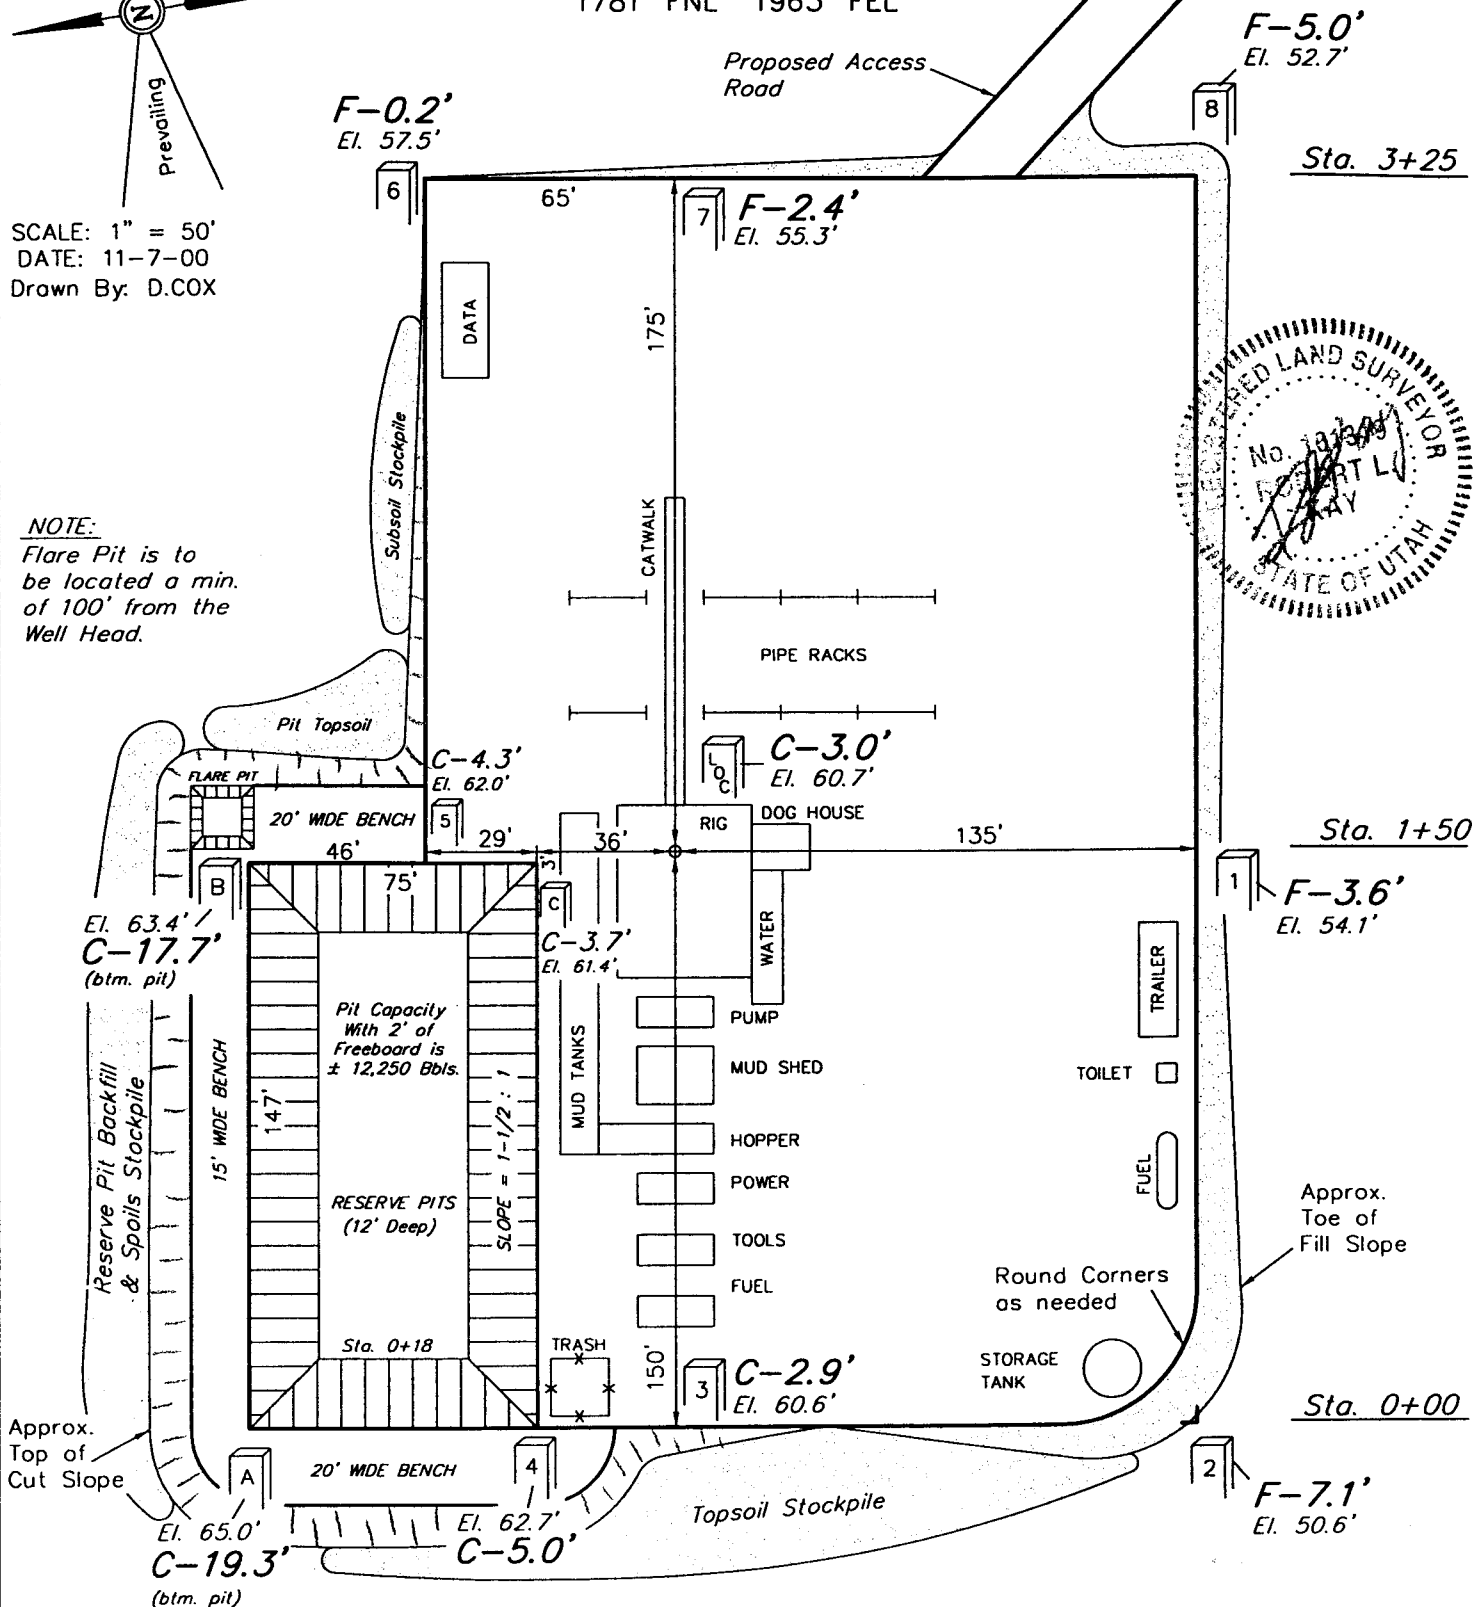 1781' FNL 1965' FEL
N
Prevailing
SCALE: 1" = 50'
DATE: 11-7-00
Drawn By: D.COX
Proposed Access
Road
F-5.0'
El. 52.7'
8
Sta. 3+25
F-0.2'
El. 57.5'
6
65'
7
F-2.4'
El. 55.3'
175'
DATA
Subsoil Stockpile
NOTE:
Flare Pit is to
be located a min.
of 100' from the
Well Head.
LAND SURVEYOR
No.
ROBERT L.
KAY
STATE OF UTAH
CATWALK
PIPE RACKS
Pit Topsoil
C-4.3'
El. 62.0'
FLARE PIT
20' WIDE BENCH
5
LOC
C-3.0'
El. 60.7'
RIG
DOG HOUSE
Sta. 1+50
46'
29'
3'
36'
135'
75'
B
El. 63.4'
C-17.7'
(btm. pit)
C
C-3.7'
El. 61.4'
WATER
1
F-3.6'
El. 54.1'
TRAILER
Pit Capacity
With 2' of
Freeboard is
± 12,250 Bbls.
PUMP
MUD TANKS
MUD SHED
TOILET
Reserve Pit Backfill
& Spoils Stockpile
15' WIDE BENCH
147'
SLOPE = 1-1/2 : 1
HOPPER
POWER
FUEL
RESERVE PITS
(12' Deep)
TOOLS
FUEL
Approx.
Toe of
Fill Slope
Round Corners
as needed
Sta. 0+18
TRASH
150'
3
C-2.9'
El. 60.6'
STORAGE
TANK
Sta. 0+00
Approx.
Top of
Cut Slope
A
20' WIDE BENCH
4
2
El. 65.0'
C-19.3'
(btm. pit)
El. 62.7'
C-5.0'
Topsoil Stockpile
F-7.1'
El. 50.6'